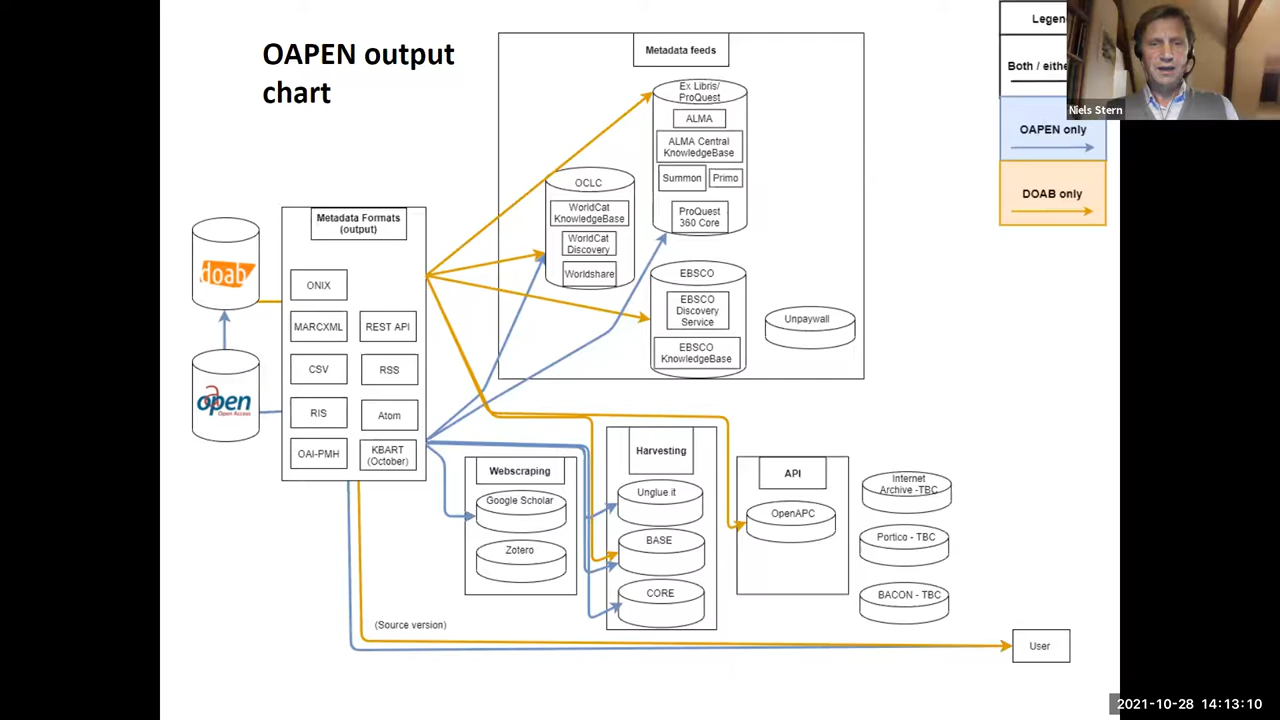 OAPEN output
chart
Metadata feeds
Legen
Both / eithe
Niels Stern
OAPEN only
DOAB only
Ex Libris/
ProQuest
ALMA
ALMA Central
KnowledgeBase
Summon
Primo
ProQuest
360 Core
OCLC
WorldCat
KnowledgeBase
WorldCat
Discovery
Worldshare
EBSCO
EBSCO
Discovery
Service
EBSCO
KnowledgeBase
Unpaywall
doab
open
Open Access
Metadata Formats
(output)
ONIX
MARCXML
REST API
CSV
RSS
RIS
Atom
OAI-PMH
KBART
(October)
Webscraping
Google Scholar
Zotero
Harvesting
Unglue it
BASE
CORE
API
OpenAPC
Internet
Archive -TBC
Portico - TBC
BACON - TBC
(Source version)
User
2021-10-28 14:13:10